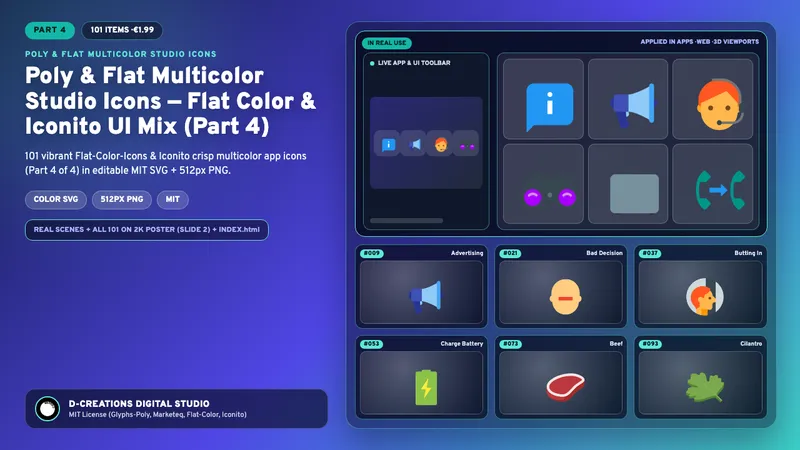 PART 4
101 ITEMS · €1.99
POLY & FLAT MULTICOLOR STUDIO ICONS
Poly & Flat Multicolor
Studio Icons — Flat Color &
Iconito UI Mix (Part 4)
101 vibrant Flat-Color-Icons & Iconito crisp multicolor app icons
(Part 4 of 4) in editable MIT SVG + 512px PNG.
COLOR SVG
512PX PNG
MIT
REAL SCENES + ALL 101 ON 2K POSTER (SLIDE 2) + INDEX.html
D-CREATIONS DIGITAL STUDIO
MIT License (Glyphs-Poly, Marketeq, Flat-Color, Iconito)
IN REAL USE
APPLIED IN APPS · WEB · 3D VIEWPORTS
LIVE APP & UI TOOLBAR
#009
Advertising
#021
Bad Decision
#037
Butting In
#053
Charge Battery
#073
Beef
#093
Cilantro